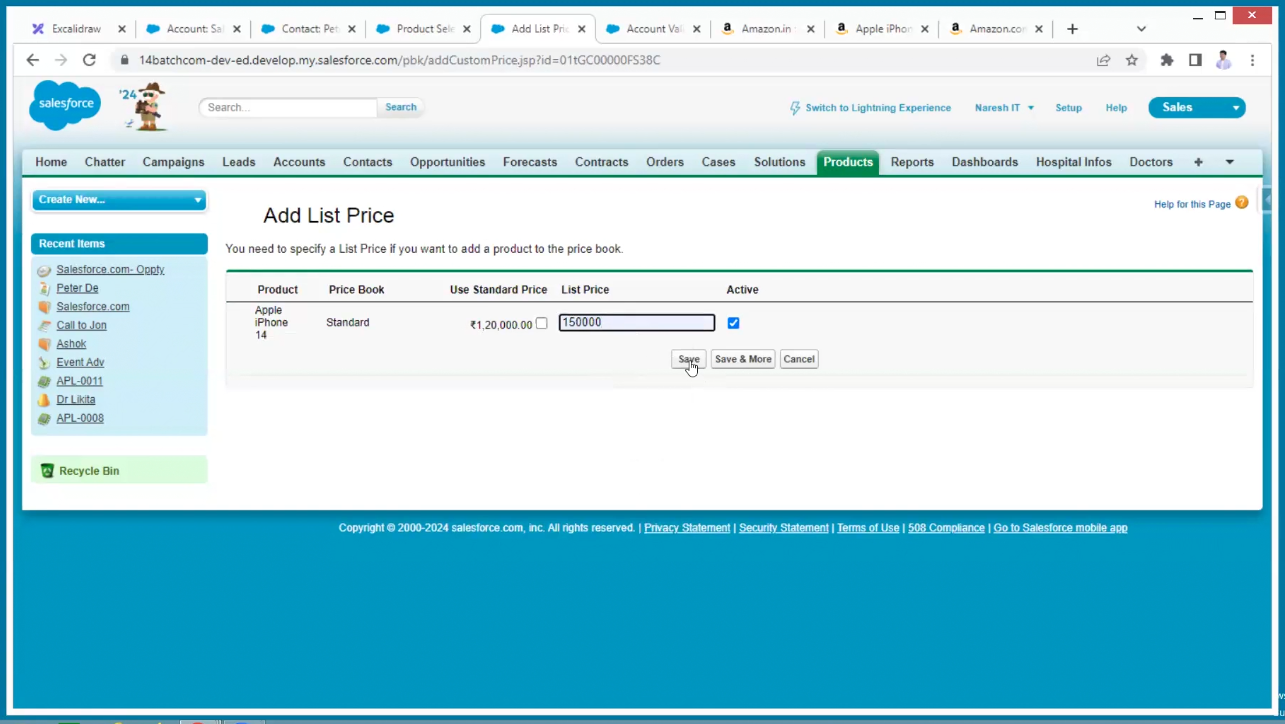 Excalidraw
Account: Sal
Contact: Pet
Product Sele
Add List Pric
Account Val
Amazon.in :
Apple iPhon
Amazon.com
14batchcom-dev-ed.develop.my.salesforce.com/pbk/addCustomPrice.jsp?id=01tGC00000FS38C
salesforce
'24
Search...
Search
Switch to Lightning Experience
Naresh IT
Setup
Help
Sales
Home
Chatter
Campaigns
Leads
Accounts
Contacts
Opportunities
Forecasts
Contracts
Orders
Cases
Solutions
Products
Reports
Dashboards
Hospital Infos
Doctors
+
Create New...
Add List Price
Help for this Page
You need to specify a List Price if you want to add a product to the price book.
Recent Items
Salesforce.com- Oppty
Peter De
Salesforce.com
Call to Jon
Ashok
Event Adv
APL-0011
Dr Likita
APL-0008
Recycle Bin
Product Price Book Use Standard Price List Price Active
Apple
iPhone
14
Standard
₹1,20,000.00
150000
Save
Save & More
Cancel
Copyright © 2000-2024 salesforce.com, inc. All rights reserved. | Privacy Statement | Security Statement | Terms of Use | 508 Compliance | Go to Salesforce mobile app